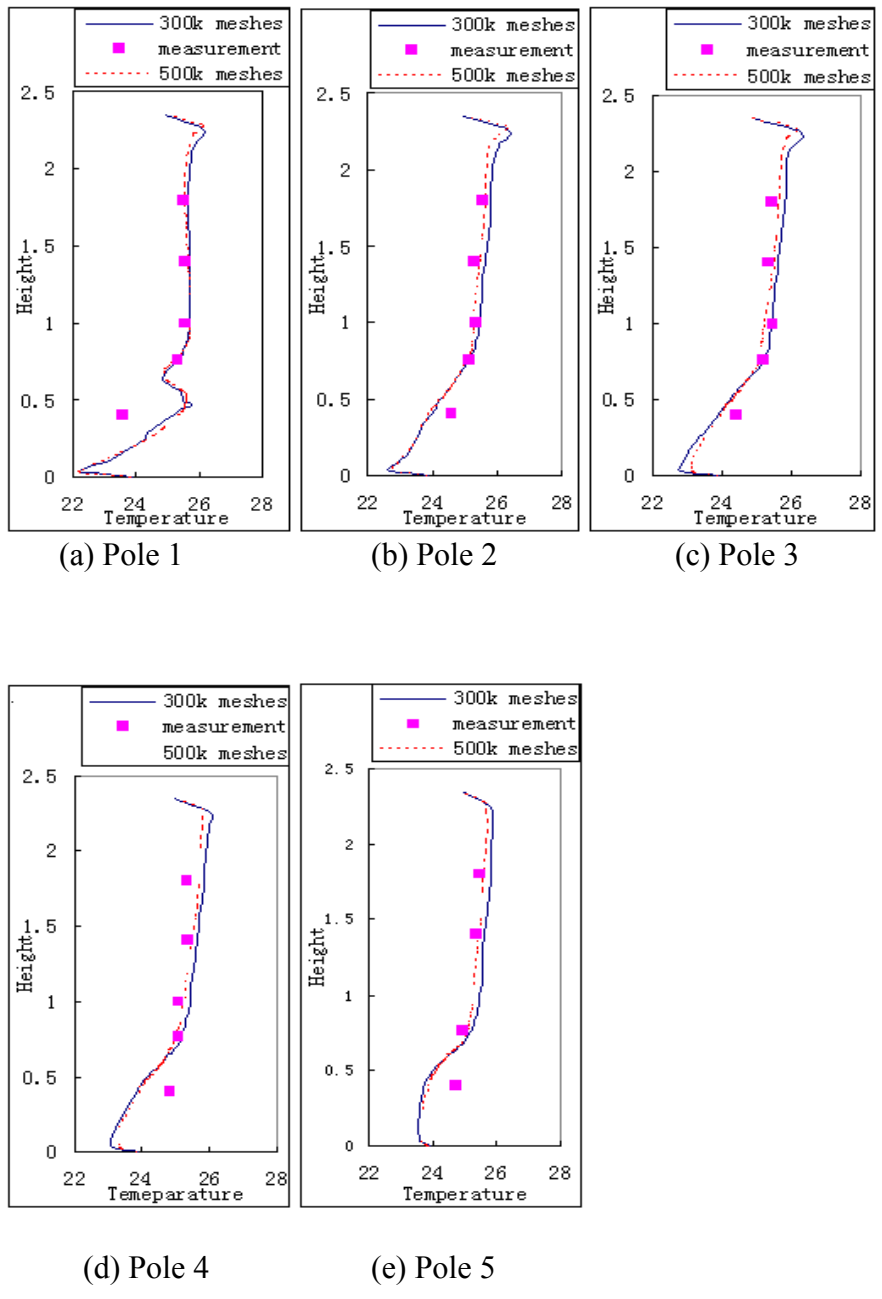 300k meshes
measurement
500k meshes
2.5
2
1.5
1
0.5
0
Height
22 24 26 28
Temperature
(a) Pole 1
300k meshes
measurement
500k meshes
2.5
2
1.5
1
0.5
0
Height
22 24 26 28
Temperature
(b) Pole 2
300k meshes
measurement
500k meshes
2.5
2
1.5
1
0.5
0
Height
22 24 26 28
Temperature
(c) Pole 3
300k meshes
measurement
500k meshes
2.5
2
1.5
1
0.5
0
Height
22 24 26 28
Temeparature
(d) Pole 4
300k meshes
measurement
500k meshes
2.5
2
1.5
1
0.5
0
Height
22 24 26 28
Temperature
(e) Pole 5